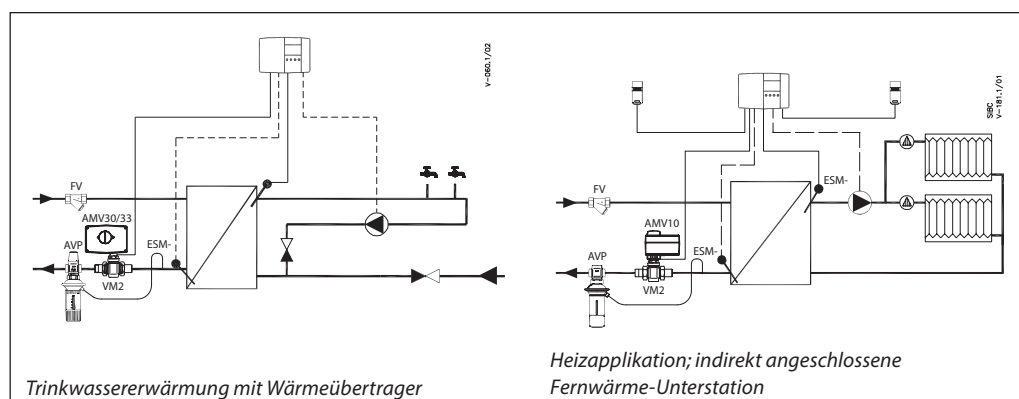 V-060.1/02
FV
AMV30/33
AVP
ESM-
VM2
Trinkwassererwärmung mit Wärmeübertrager
SIBC
V-181.1/01
ESM-
FV
AMV10
AVP
ESM-
VM2
Heizapplikation; indirekt angeschlossene
Fernwärme-Unterstation